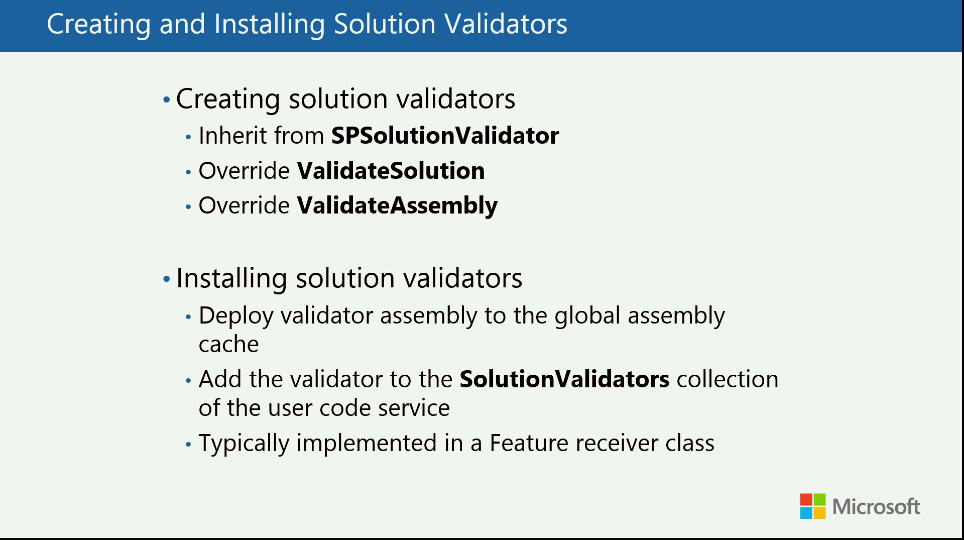 Creating and Installing Solution Validators
• Creating solution validators
• Inherit from SPSolutionValidator
• Override ValidateSolution
• Override ValidateAssembly
• Installing solution validators
• Deploy validator assembly to the global assembly
cache
• Add the validator to the SolutionValidators collection
of the user code service
• Typically implemented in a Feature receiver class
Microsoft